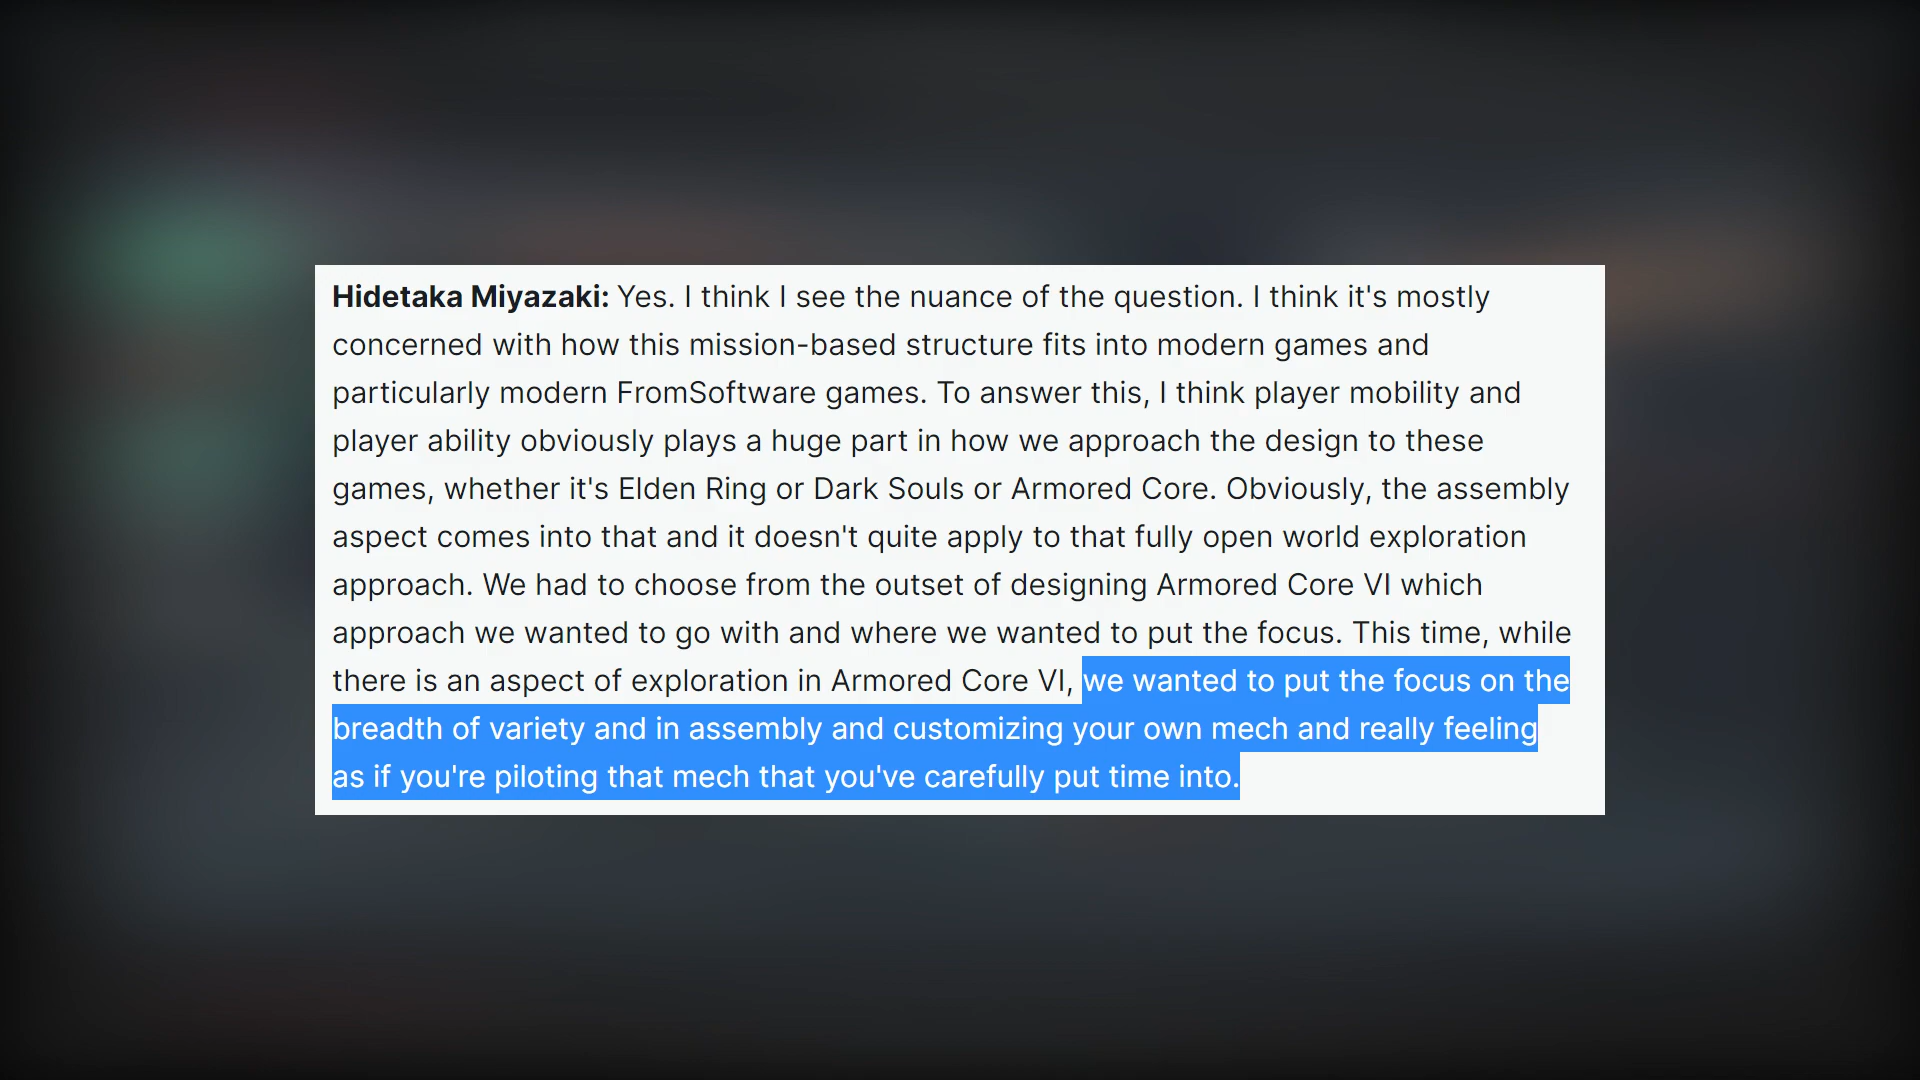 Hidetaka Miyazaki: Yes. I think I see the nuance of the question. I think it's mostly
concerned with how this mission-based structure fits into modern games and
particularly modern FromSoftware games. To answer this, I think player mobility and
player ability obviously plays a huge part in how we approach the design to these
games, whether it's Elden Ring or Dark Souls or Armored Core. Obviously, the assembly
aspect comes into that and it doesn't quite apply to that fully open world exploration
approach. We had to choose from the outset of designing Armored Core VI which
approach we wanted to go with and where we wanted to put the focus. This time, while
there is an aspect of exploration in Armored Core VI, we wanted to put the focus on the
breadth of variety and in assembly and customizing your own mech and really feeling
as if you're piloting that mech that you've carefully put time into.